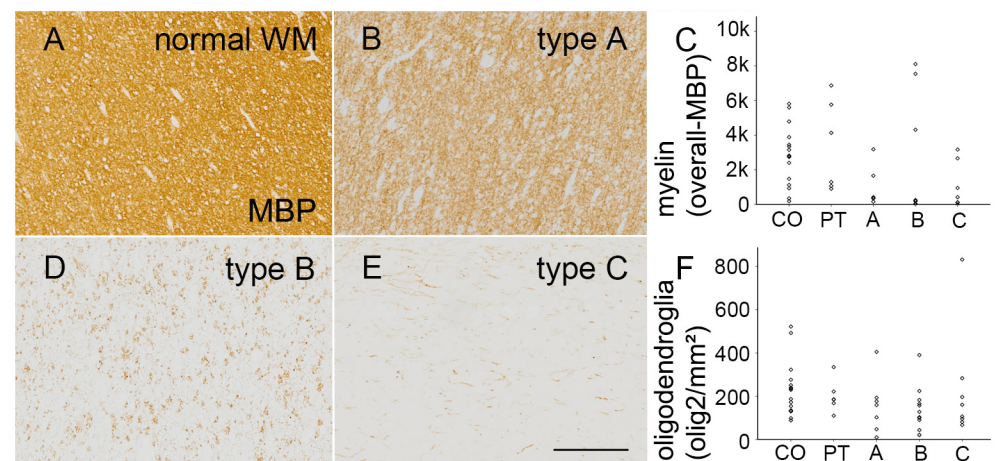 A normal WM
MBP
B type A
C
myelin
(overall-MBP)
10k
8k
6k
4k
2k
0
CO PT A B C
D type B
E type C
F
oligodendroglia
(olig2/mm²)
800
600
400
200
0
CO PT A B C